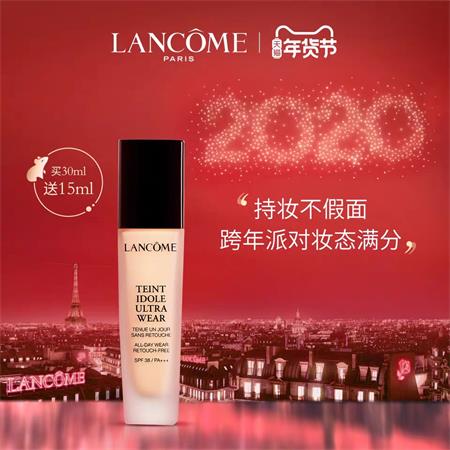 LANCÔME
PARIS
天猫 年货节
2020
买30ml
送15ml
“持妆不假面
跨年派对妆态满分”
LANCÔME
TEINT
IDOLE
ULTRA
WEAR
TENUE UN JOUR
SANS RETOUCHE
ALL-DAY WEAR
RETOUCH-FREE
SPF 38 / PA+++
LANCÔME